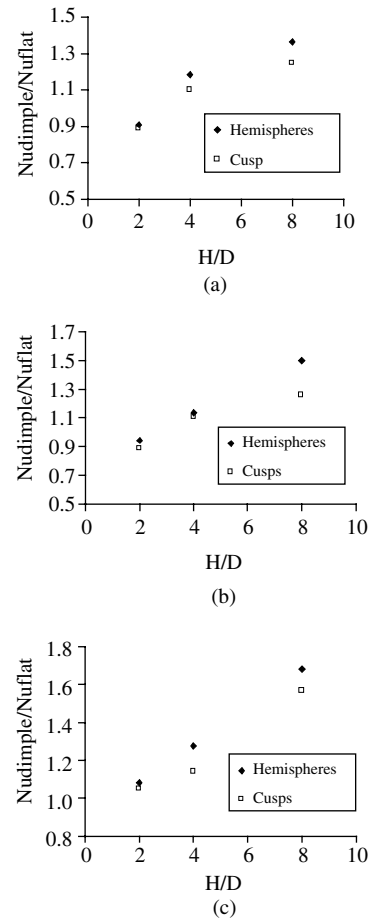 1.5
1.3
1.1
0.9
0.7
0.5
Nudimple/Nuflat
Hemispheres
Cusp
0 2 4 6 8 10
H/D
(a)
1.7
1.5
1.3
1.1
0.9
0.7
0.5
Nudimple/Nuflat
Hemispheres
Cusps
0 2 4 6 8 10
H/D
(b)
1.8
1.6
1.4
1.2
1.0
0.8
Nudimple/Nuflat
Hemispheres
Cusps
0 2 4 6 8 10
H/D
(c)